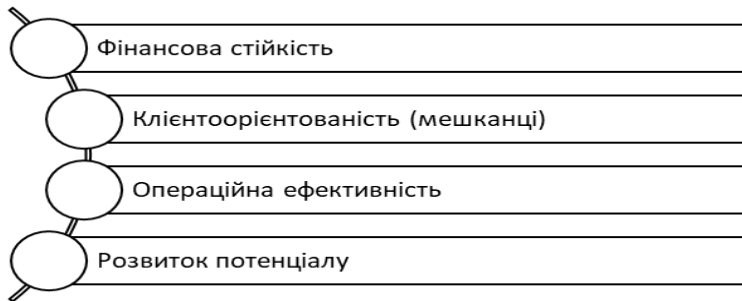 Фінансова стійкість
Клієнтоорієнтованість (мешканці)
Операційна ефективність
Розвиток потенціалу